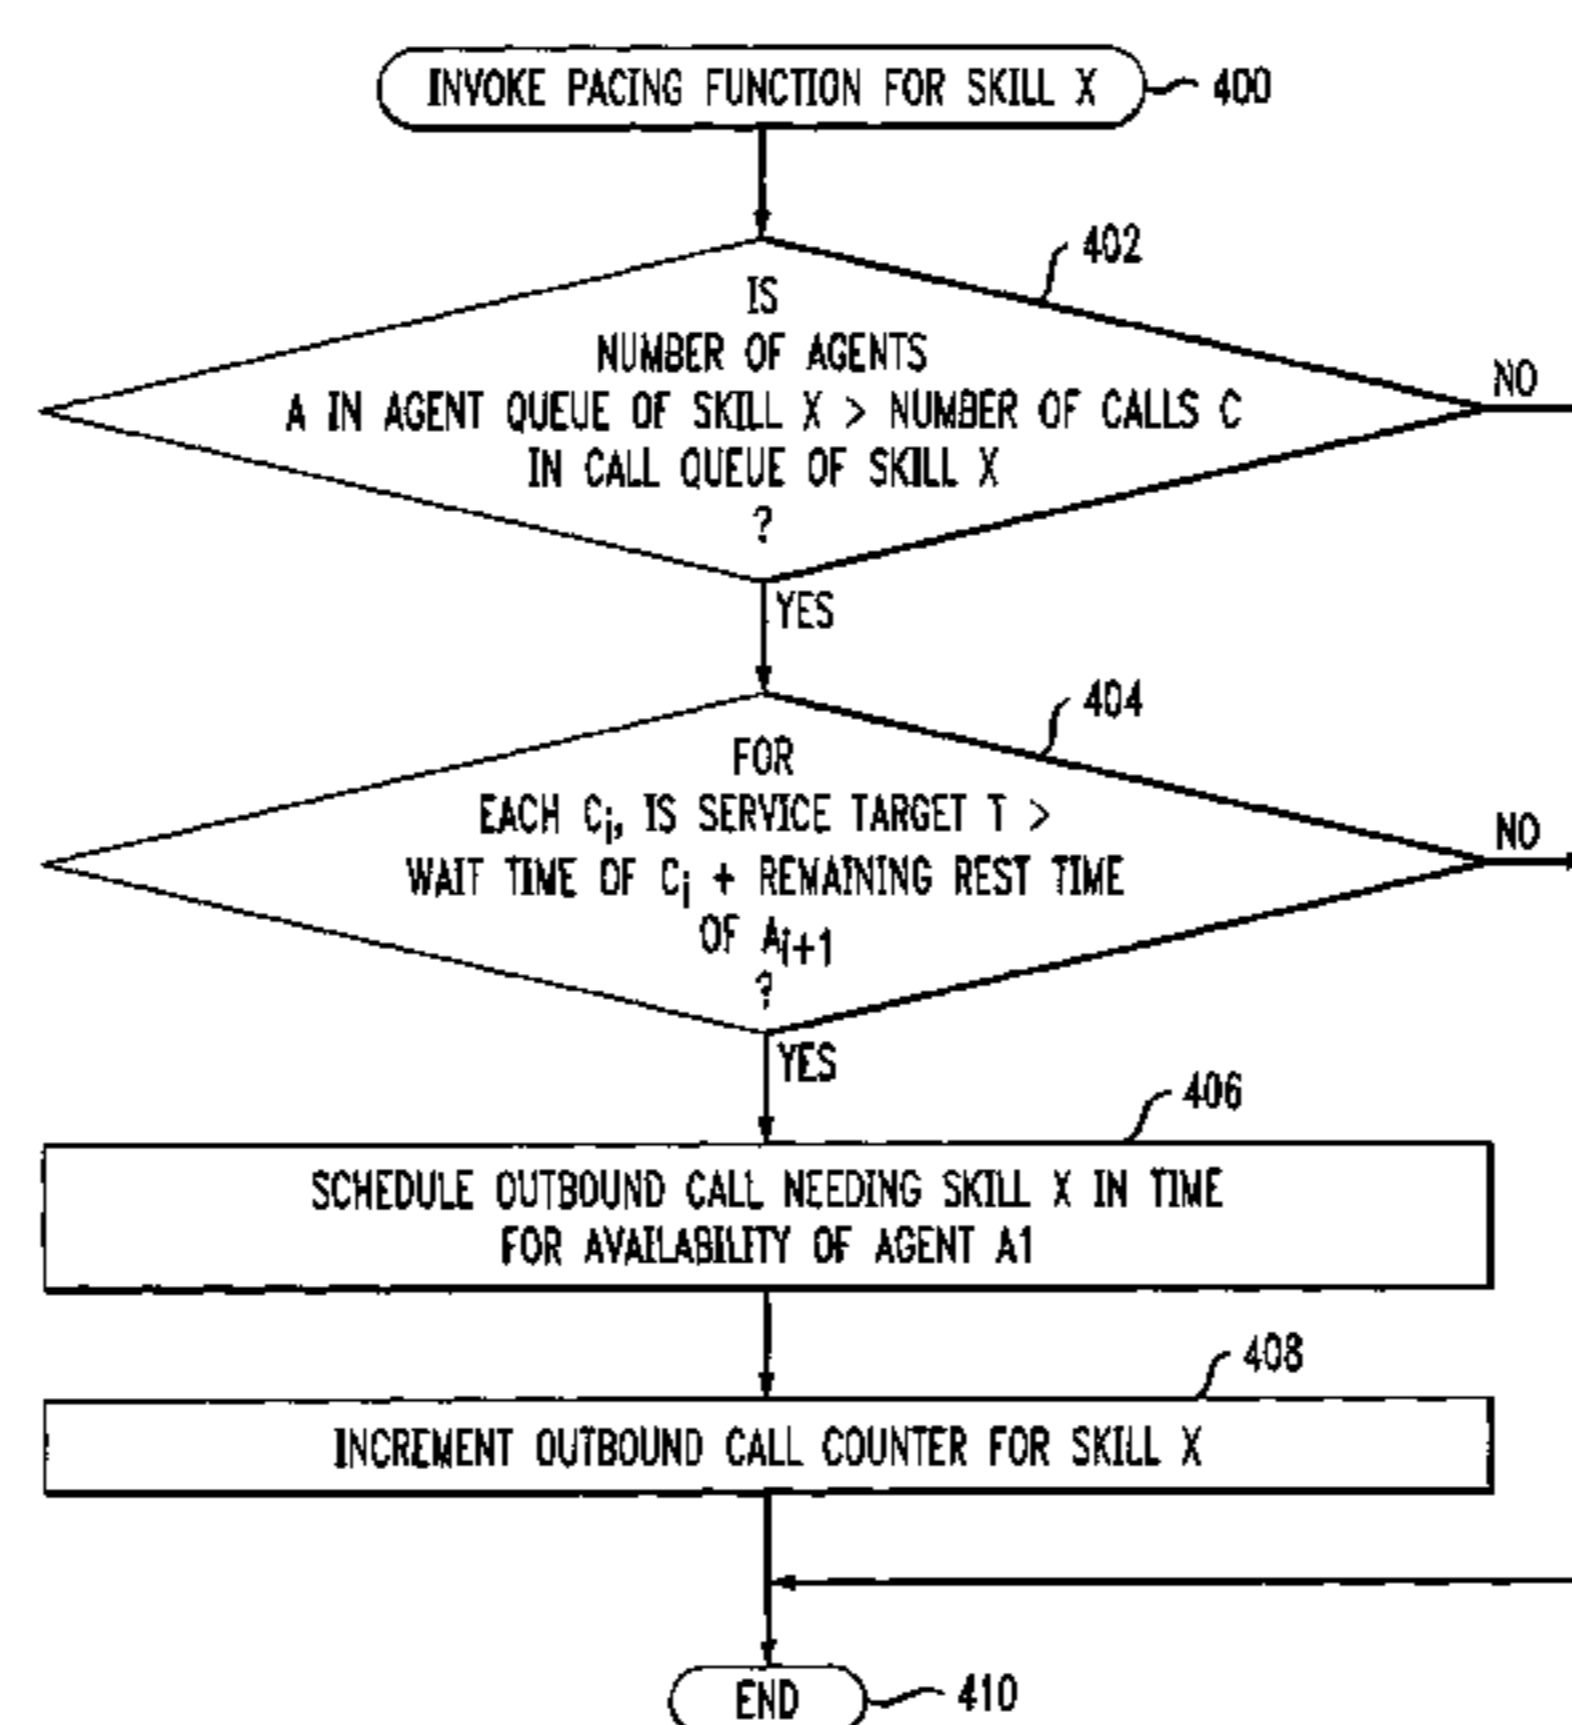 INVOKE PACING FUNCTION FOR SKILL X
400
402
IS
NUMBER OF AGENTS
A IN AGENT QUEUE OF SKILL X > NUMBER OF CALLS C
IN CALL QUEUE OF SKILL X
?
NO
YES
404
FOR
EACH Ci, IS SERVICE TARGET T >
WAIT TIME OF Ci + REMAINING REST TIME
OF Ai+1
?
NO
YES
406
SCHEDULE OUTBOUND CALL NEEDING SKILL X IN TIME
FOR AVAILABILITY OF AGENT A1
408
INCREMENT OUTBOUND CALL COUNTER FOR SKILL X
END
410